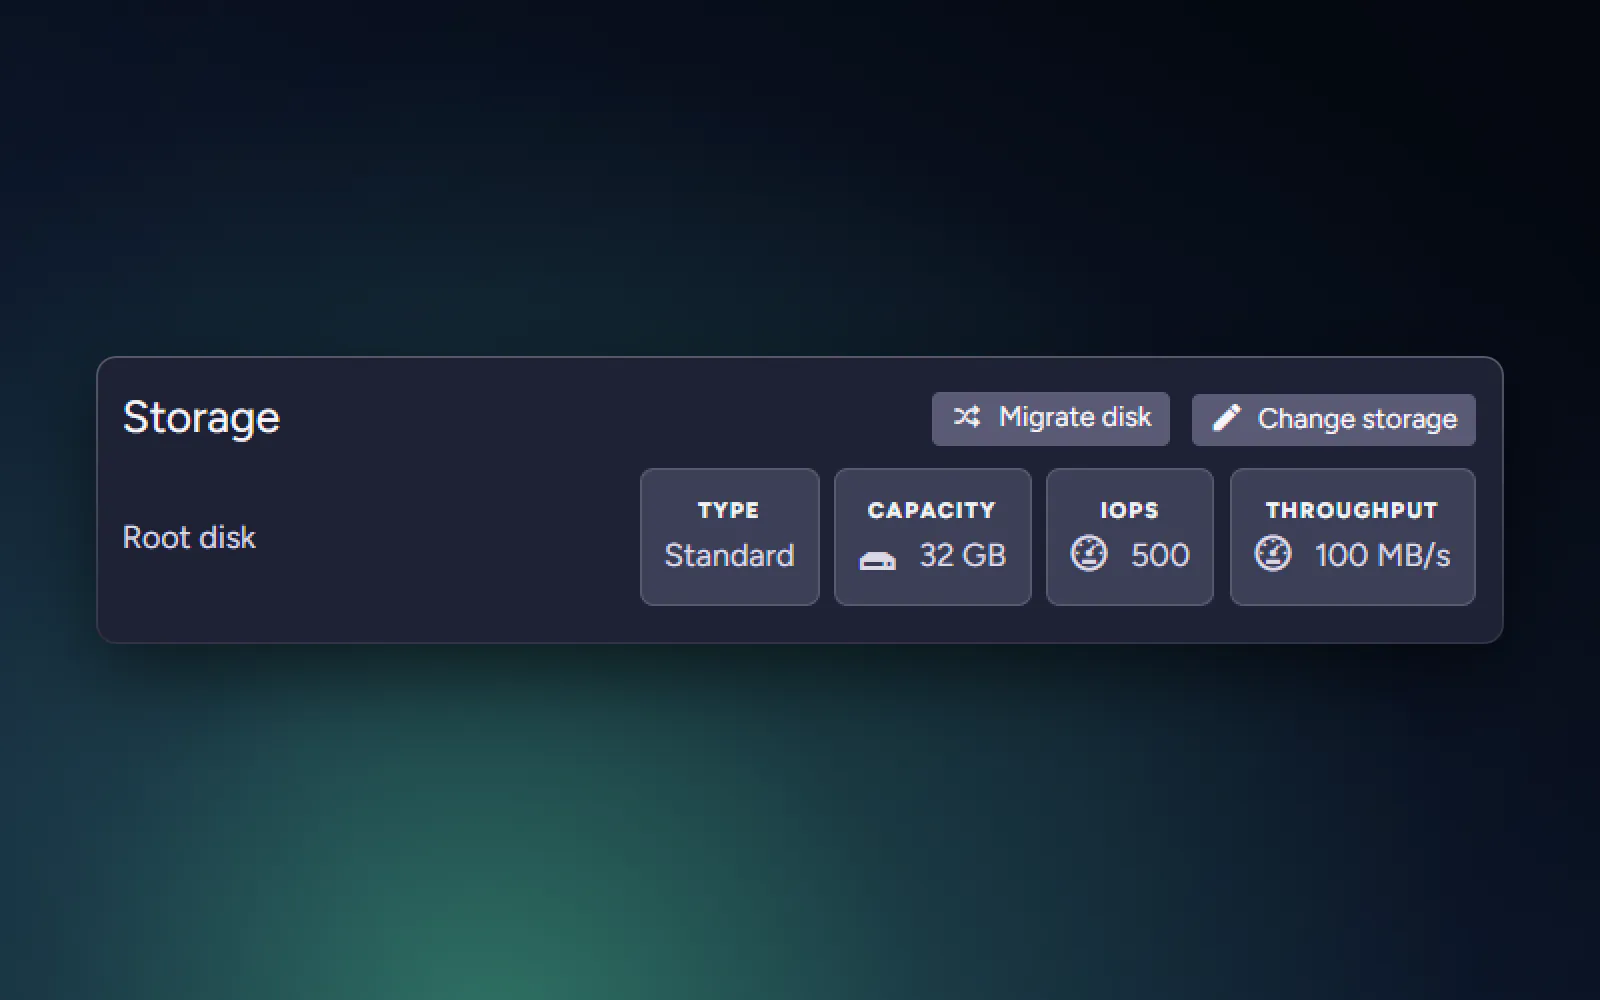 Storage
Migrate disk
Change storage
Root disk
TYPE
Standard
CAPACITY
32 GB
IOPS
500
THROUGHPUT
100 MB/s